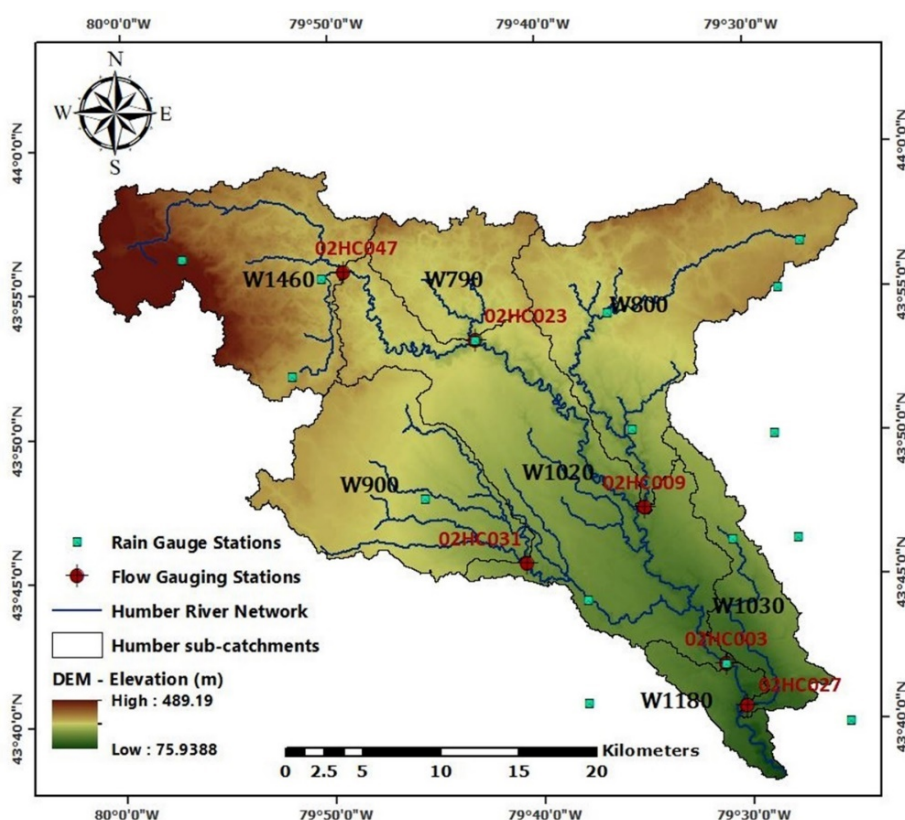 80°0'0"W 79°50'0"W 79°40'0"W 79°30'0"W
N
W E
S
44°0'0"N 44°0'0"N
43°55'0"N 43°55'0"N
43°50'0"N 43°50'0"N
43°45'0"N 43°45'0"N
43°40'0"N 43°40'0"N
02HC047
W1460
W790
02HC023
W800
W1020
W900
02HC009
02HC031
W1030
02HC003
02HC027
W1180
Rain Gauge Stations
Flow Gauging Stations
Humber River Network
Humber sub-catchments
DEM - Elevation (m)
High : 489.19
Low : 75.9388
Kilometers
0 2.5 5 10 15 20
80°0'0"W 79°50'0"W 79°40'0"W 79°30'0"W